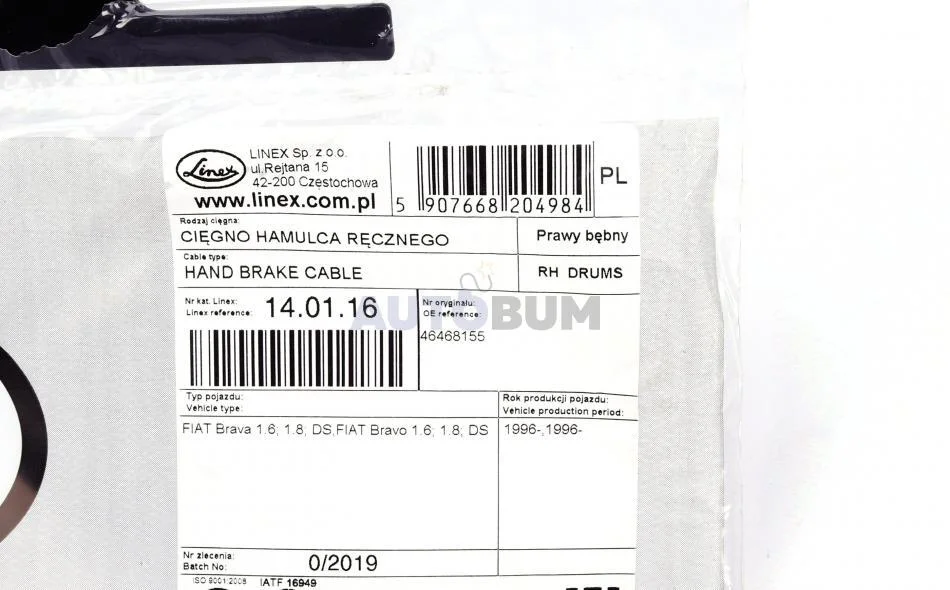 Linex
LINEX Sp. z o.o.
ul.Rejtana 15
42-200 Częstochowa
www.linex.com.pl
5 907668 204984
PL
Rodzaj cięgna:
CIĘGNO HAMULCA RĘCZNEGO
Prawy bębny
Cable type:
HAND BRAKE CABLE
RH DRUMS
Nr kat. Linex:
Linex reference:
14.01.16
Nr oryginału:
OE reference:
46468155
AUTOBUM
Typ pojazdu:
Vehicle type:
Rok produkcji pojazdu:
Vehicle production period:
FIAT Brava 1.6; 1.8; DS,FIAT Bravo 1.6; 1.8; DS
1996-,1996-
Nr zlecenia:
Batch No:
0/2019
ISO 9001:2008
IATF 16949